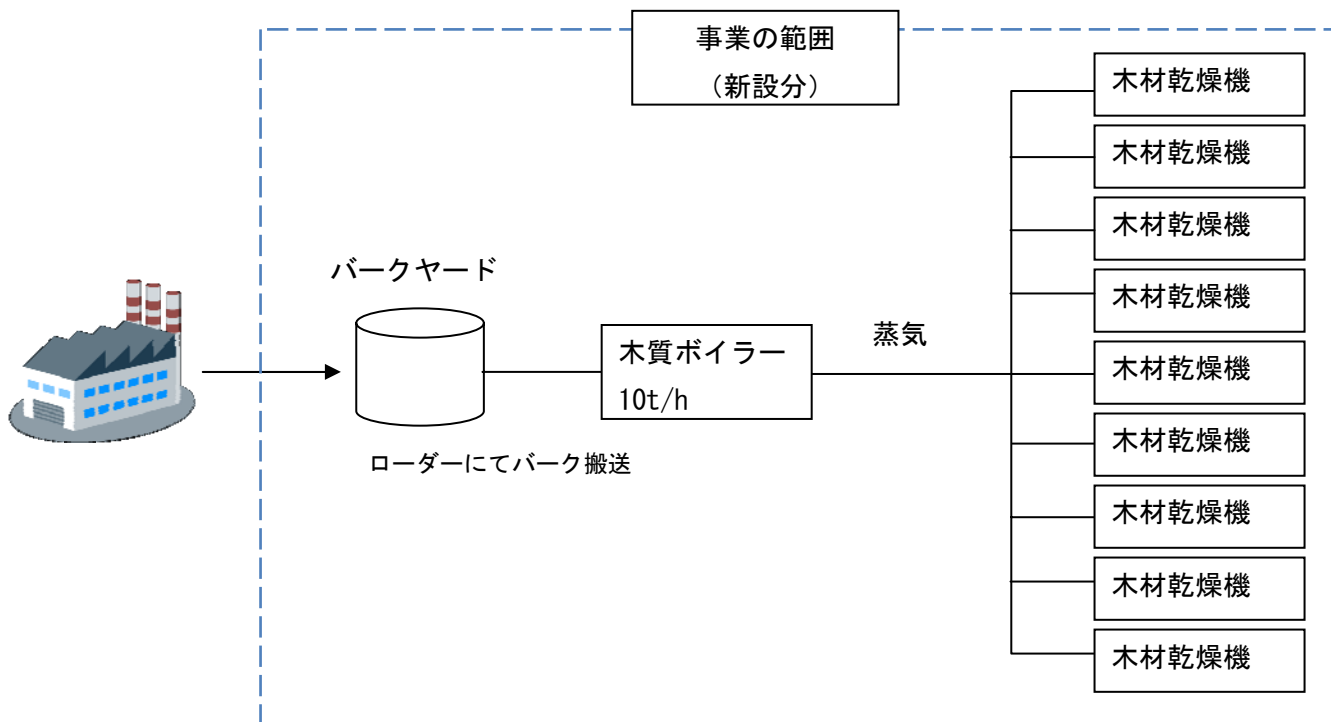 事業の範囲
(新設分)
木材乾燥機
木材乾燥機
木材乾燥機
木材乾燥機
木材乾燥機
木材乾燥機
木材乾燥機
木材乾燥機
木材乾燥機
バークヤード
木質ボイラー
10t/h
蒸気
ローダーにてバーク搬送